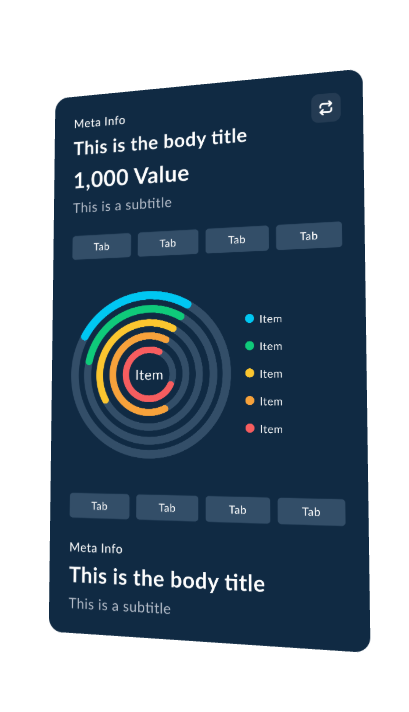 Meta Info
This is the body title
1,000 Value
This is a subtitle
Tab Tab Tab Tab
Item
Item
Item
Item
Item
Item
Tab Tab Tab Tab
Meta Info
This is the body title
This is a subtitle